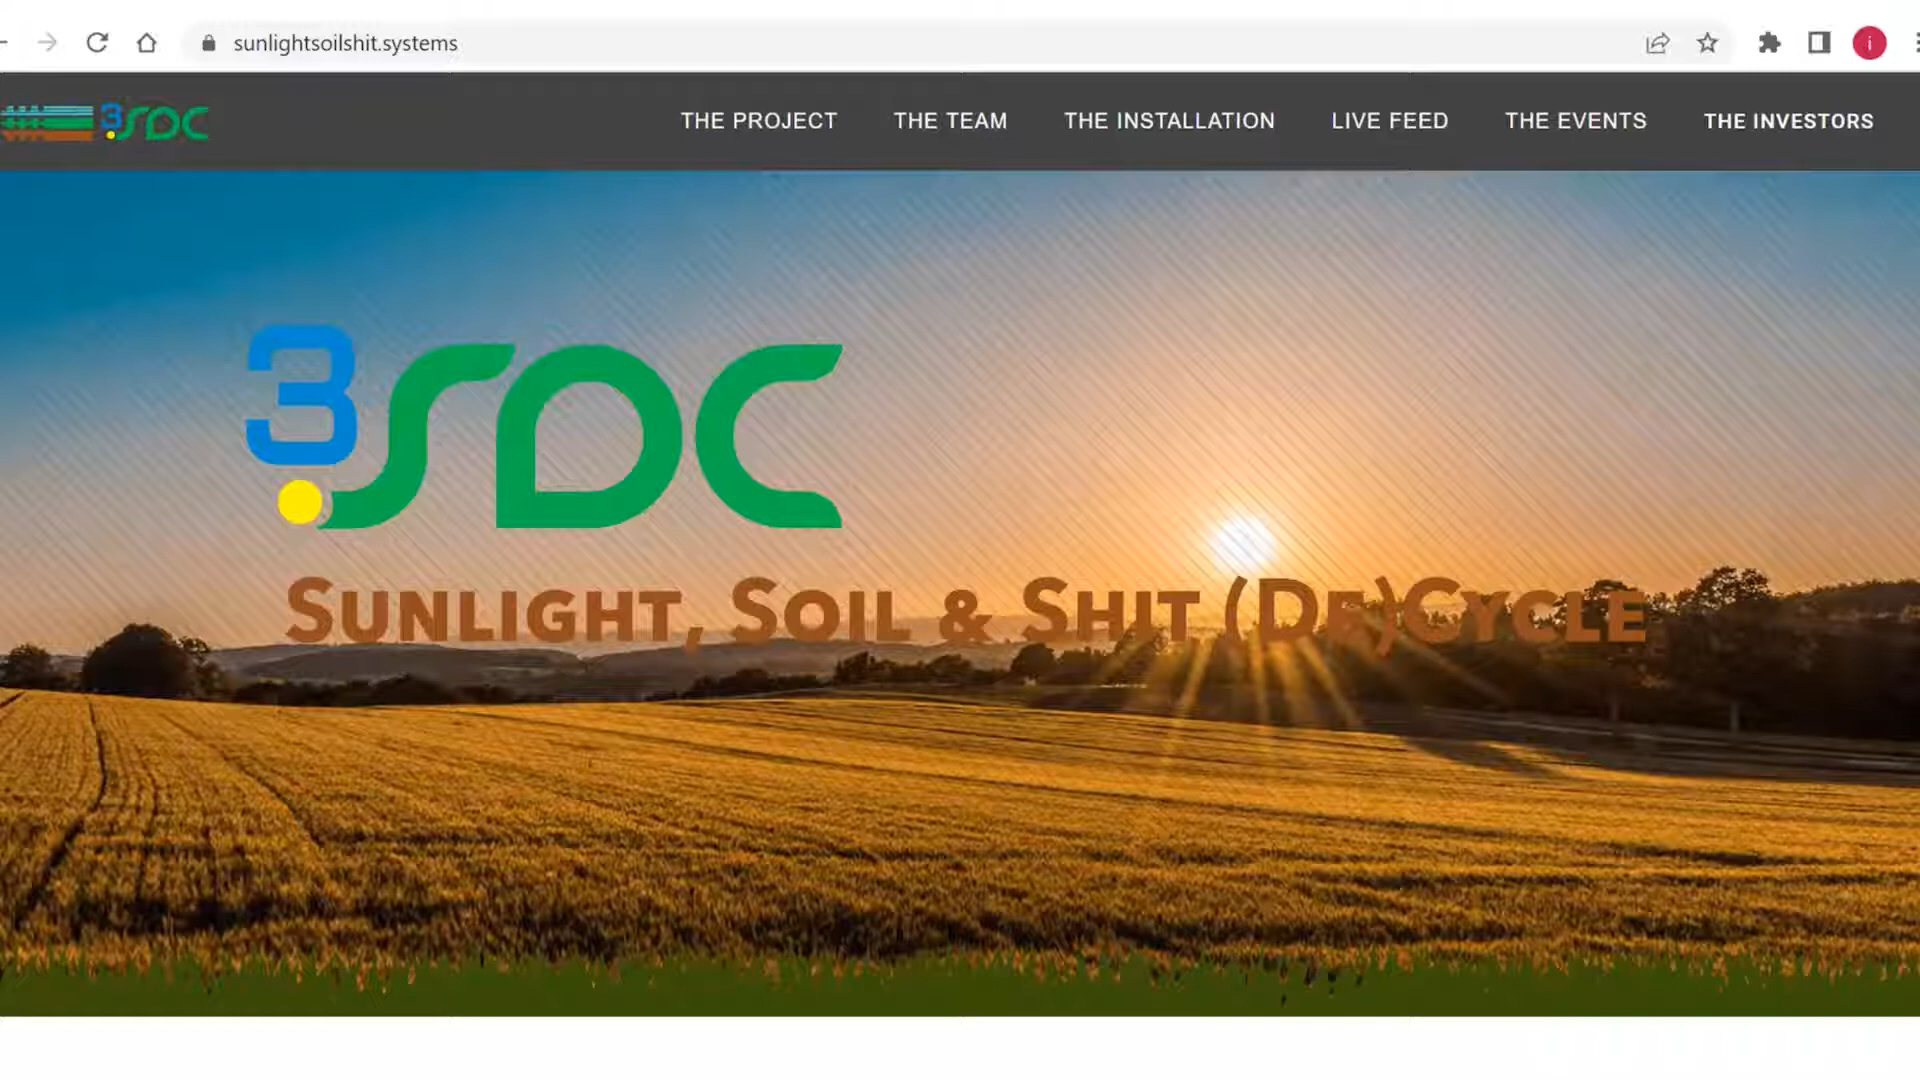 sunlightsoilshit.systems
i
3SDC
THE PROJECT
THE TEAM
THE INSTALLATION
LIVE FEED
THE EVENTS
THE INVESTORS
3SDC
SUNLIGHT, SOIL & SHIT (DE)CYCLE